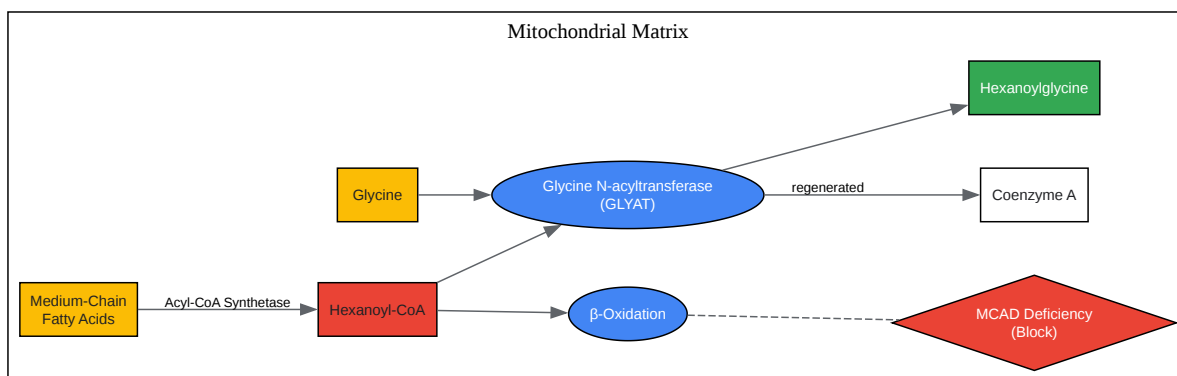 Mitochondrial Matrix
Hexanoylglycine
Glycine
Glycine N-acyltransferase
(GLYAT)
regenerated
Coenzyme A
Medium-Chain
Fatty Acids
Acyl-CoA Synthetase
Hexanoyl-CoA
β-Oxidation
MCAD Deficiency
(Block)